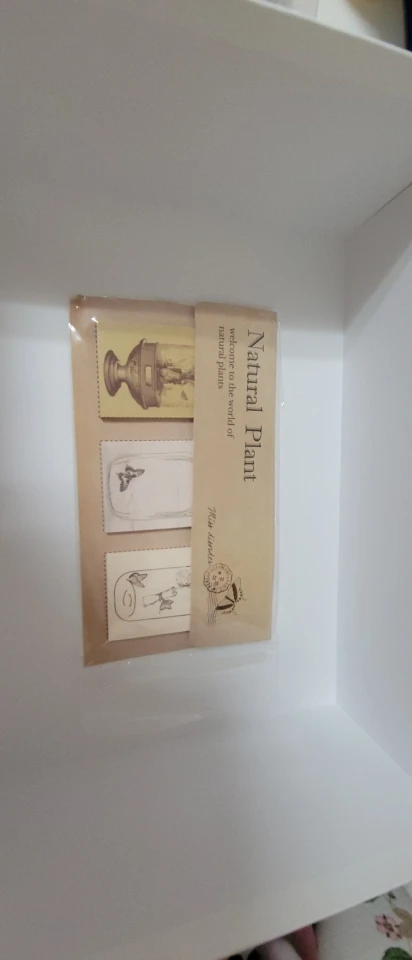 Natural Plant
welcome to the world of
natural plants